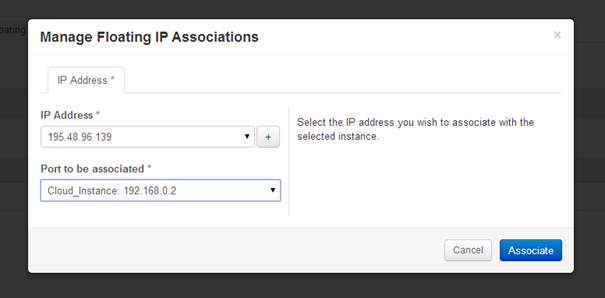 Manage Floating IP Associations
×
IP Address *
IP Address *
195.48.96.139
+
Select the IP address you wish to associate with the
selected instance.
Port to be associated *
Cloud_Instance: 192.168.0.2
Cancel
Associate